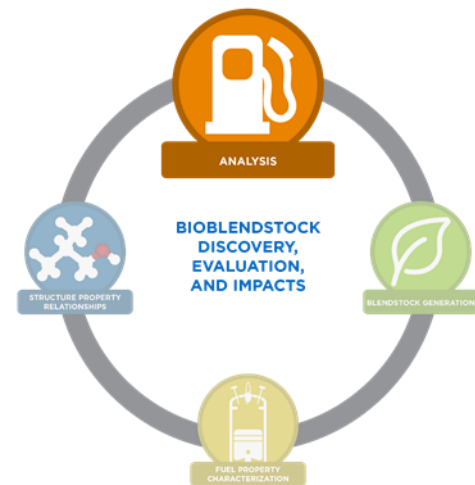 ANALYSIS
BIOBLENDSTOCK
DISCOVERY,
EVALUATION,
AND IMPACTS
STRUCTURE PROPERTY
RELATIONSHIPS
BLENDSTOCK GENERATION
FUEL PROPERTY
CHARACTERIZATION